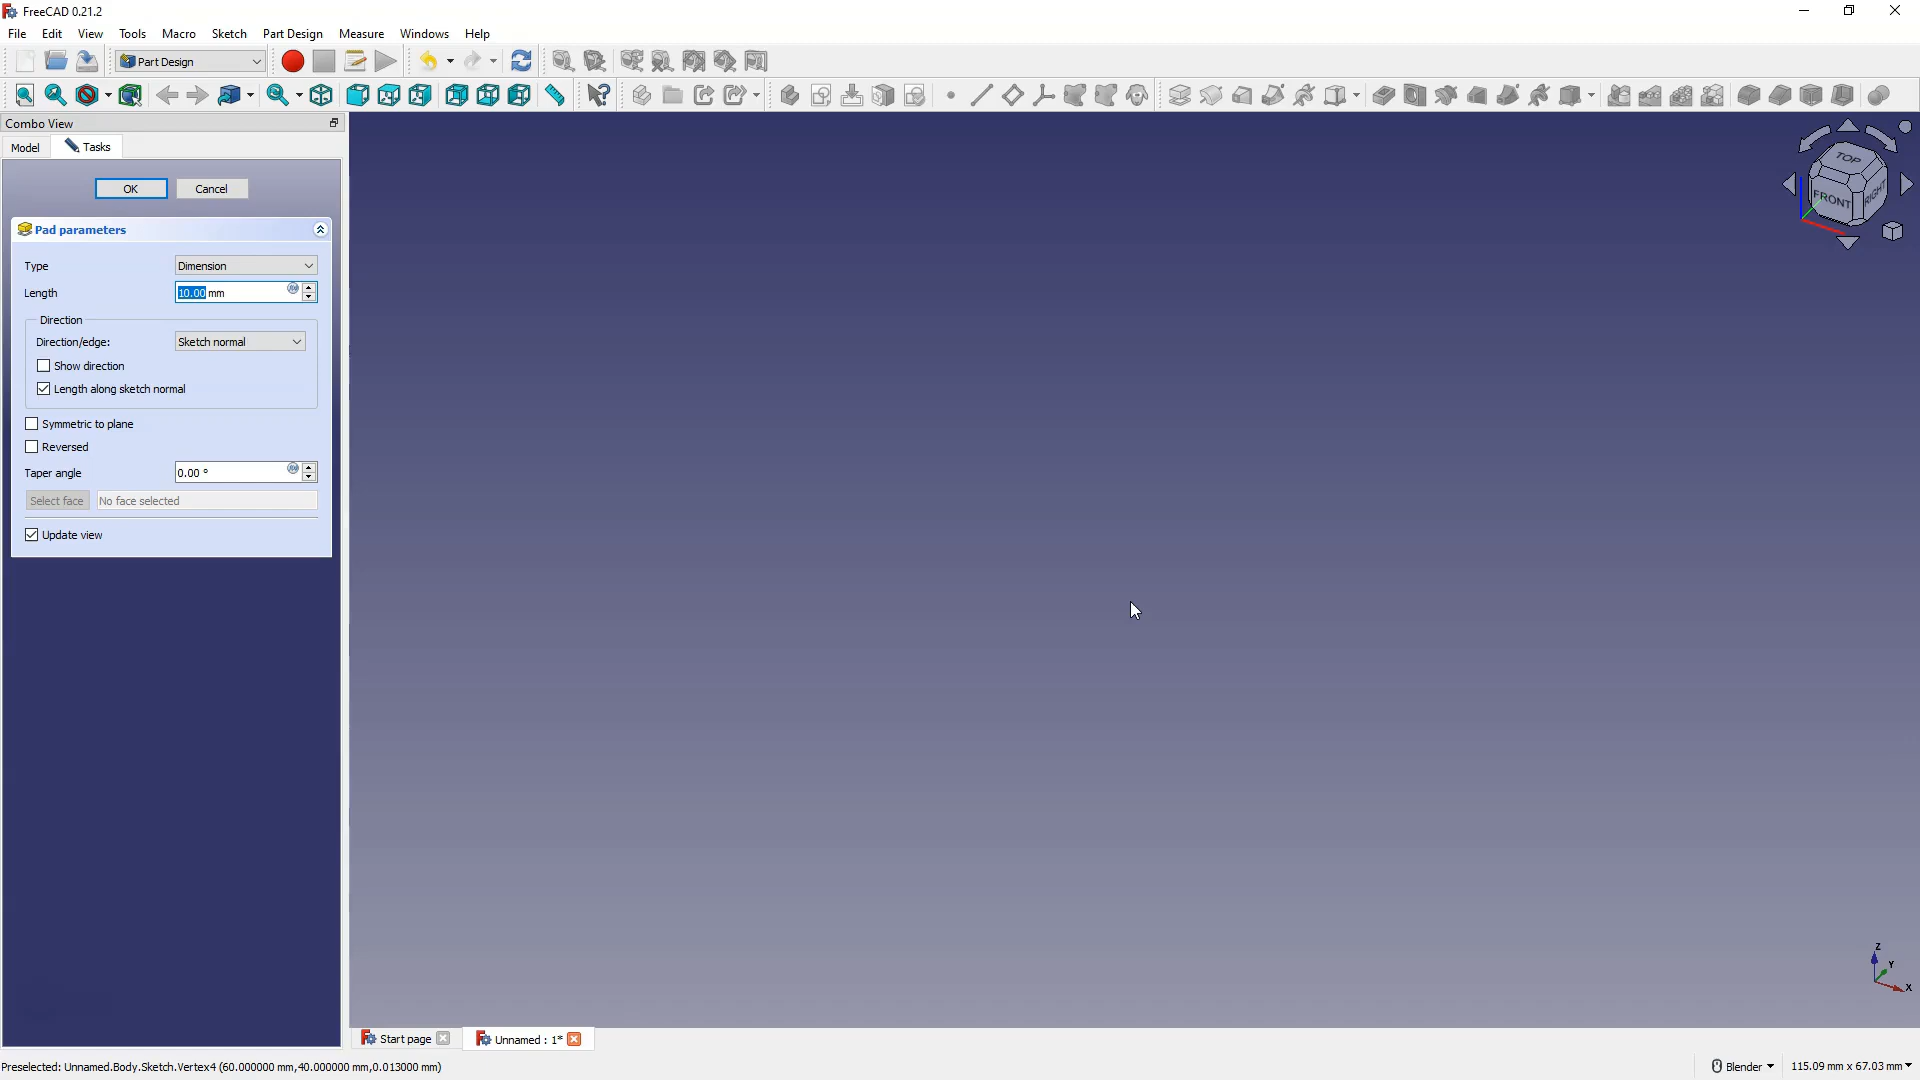 FreeCAD 0.21.2
File Edit View Tools Macro Sketch Part Design Measure Windows Help
Part Design
Combo View
Model Tasks
OK Cancel
Pad parameters
Type Dimension
Length 10.00 mm
Direction
Direction/edge: Sketch normal
Show direction
Length along sketch normal
Symmetric to plane
Reversed
Taper angle 0.00 °
Select face No face selected
Update view
TOP
FRONT RIGHT
Z
Y
X
Start page Unnamed : 1*
Preselected: Unnamed.Body.Sketch.Vertex4 (60.000000 mm,40.000000 mm,0.013000 mm) Blender 115.09 mm x 67.03 mm